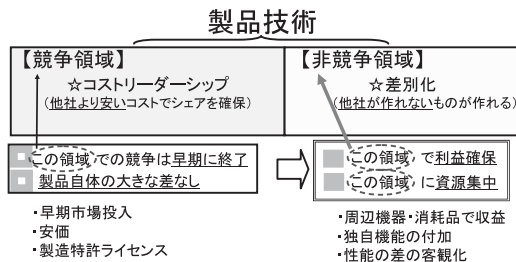 製品技術
【競争領域】
☆コストリーダーシップ
(他社より安いコストでシェアを確保)
【非競争領域】
☆差別化
(他社が作れないものが作れる)
この領域での競争は早期に終了
製品自体の大きな差なし
・早期市場投入
・安価
・製造特許ライセンス
この領域で利益確保
この領域に資源集中
・周辺機器・消耗品で収益
・独自機能の付加
・性能の差の客観化